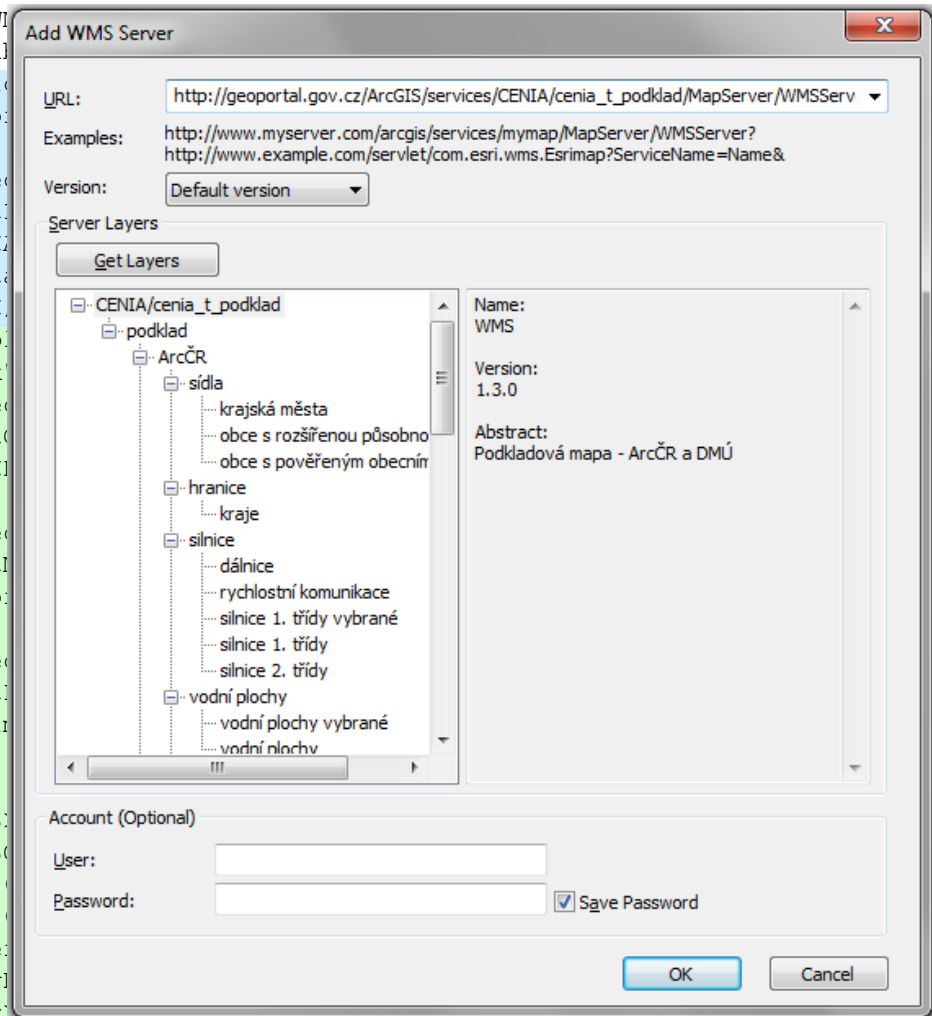 Add WMS Server
URL:
http://geoportal.gov.cz/ArcGIS/services/CENIA/cenia_t_podklad/MapServer/WMSServ
Examples:
http://www.myserver.com/arcgis/services/mymap/MapServer/WMSServer?
http://www.example.com/servlet/com.esri.wms.Esrimap?ServiceName=Name&
Version:
Default version
Server Layers
Get Layers
CENIA/cenia_t_podklad
podklad
ArcČR
sídla
krajská města
obce s rozšířenou působno
obce s pověřeným obecním
hranice
kraje
silnice
dálnice
rychlostní komunikace
silnice 1. třídy vybrané
silnice 1. třídy
silnice 2. třídy
vodní plochy
vodní plochy vybrané
vodní plochy
Name:
WMS
Version:
1.3.0
Abstract:
Podkladová mapa - ArcČR a DMÚ
Account (Optional)
User:
Password:
Save Password
OK
Cancel